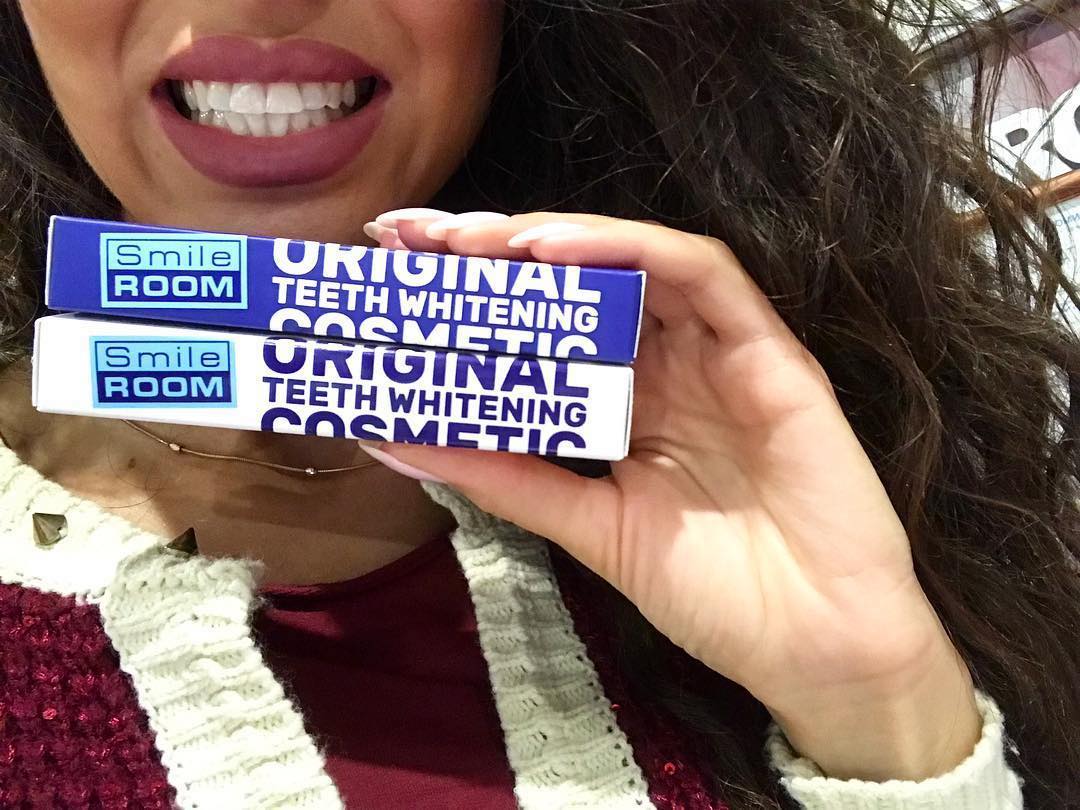 Smile
ROOM
ORIGINAL
TEETH WHITENING
COSMETIC
Smile
ROOM
ORIGINAL
TEETH WHITENING
COSMETIC